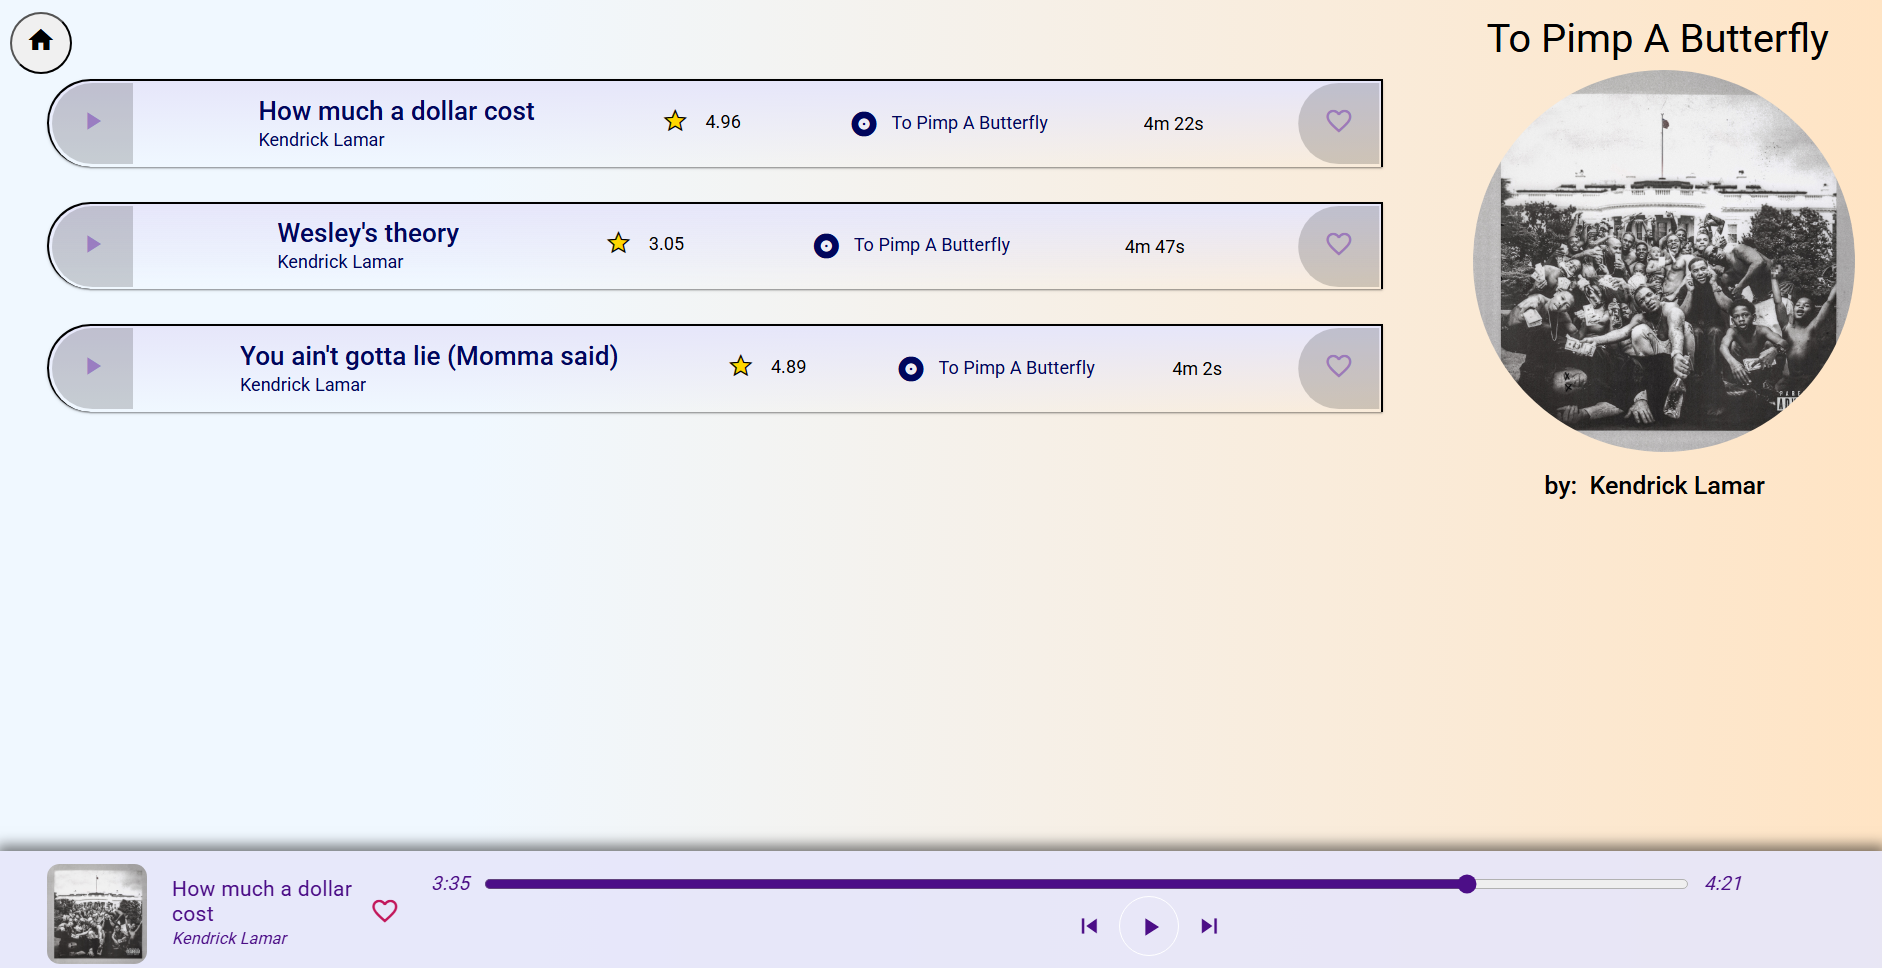 To Pimp A Butterfly
How much a dollar cost
Kendrick Lamar
4.96
To Pimp A Butterfly
4m 22s
Wesley's theory
Kendrick Lamar
3.05
To Pimp A Butterfly
4m 47s
You ain't gotta lie (Momma said)
Kendrick Lamar
4.89
To Pimp A Butterfly
4m 2s
by: Kendrick Lamar
How much a dollar
cost
Kendrick Lamar
3:35
4:21